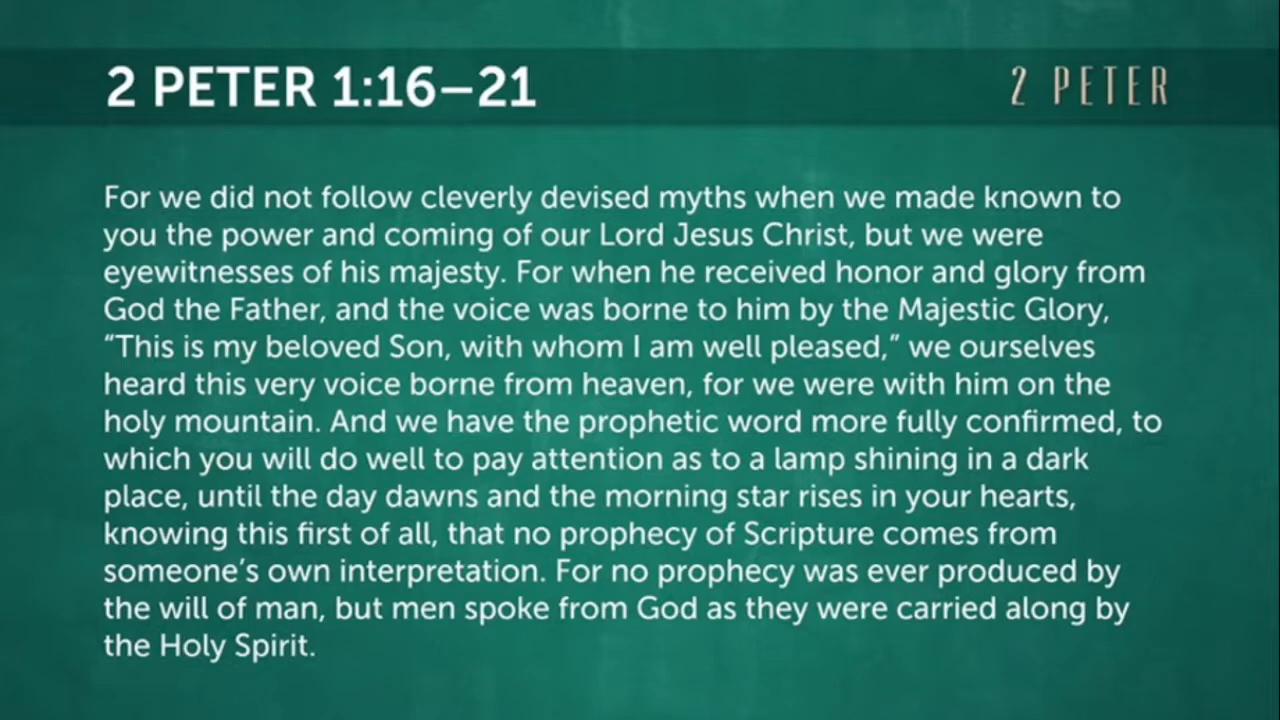 2 PETER 1:16–21
2 PETER
For we did not follow cleverly devised myths when we made known to
you the power and coming of our Lord Jesus Christ, but we were
eyewitnesses of his majesty. For when he received honor and glory from
God the Father, and the voice was borne to him by the Majestic Glory,
“This is my beloved Son, with whom I am well pleased,” we ourselves
heard this very voice borne from heaven, for we were with him on the
holy mountain. And we have the prophetic word more fully confirmed, to
which you will do well to pay attention as to a lamp shining in a dark
place, until the day dawns and the morning star rises in your hearts,
knowing this first of all, that no prophecy of Scripture comes from
someone’s own interpretation. For no prophecy was ever produced by
the will of man, but men spoke from God as they were carried along by
the Holy Spirit.